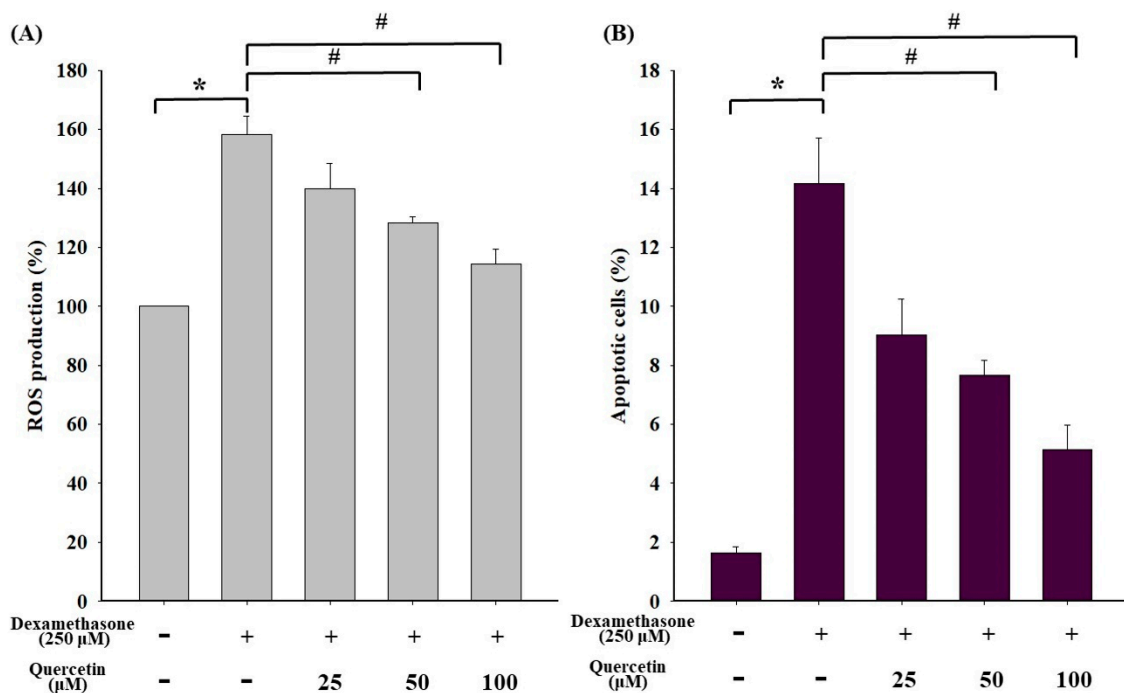 (A)
#
#
*
180
160
140
120
100
80
60
40
20
0
ROS production (%)
Dexamethasone
(250 μM)
- + + + +
Quercetin
(μM)
- - 25 50 100
(B)
#
#
*
18
16
14
12
10
8
6
4
2
0
Apoptotic cells (%)
Dexamethasone
(250 μM)
- + + + +
Quercetin
(μM)
- - 25 50 100